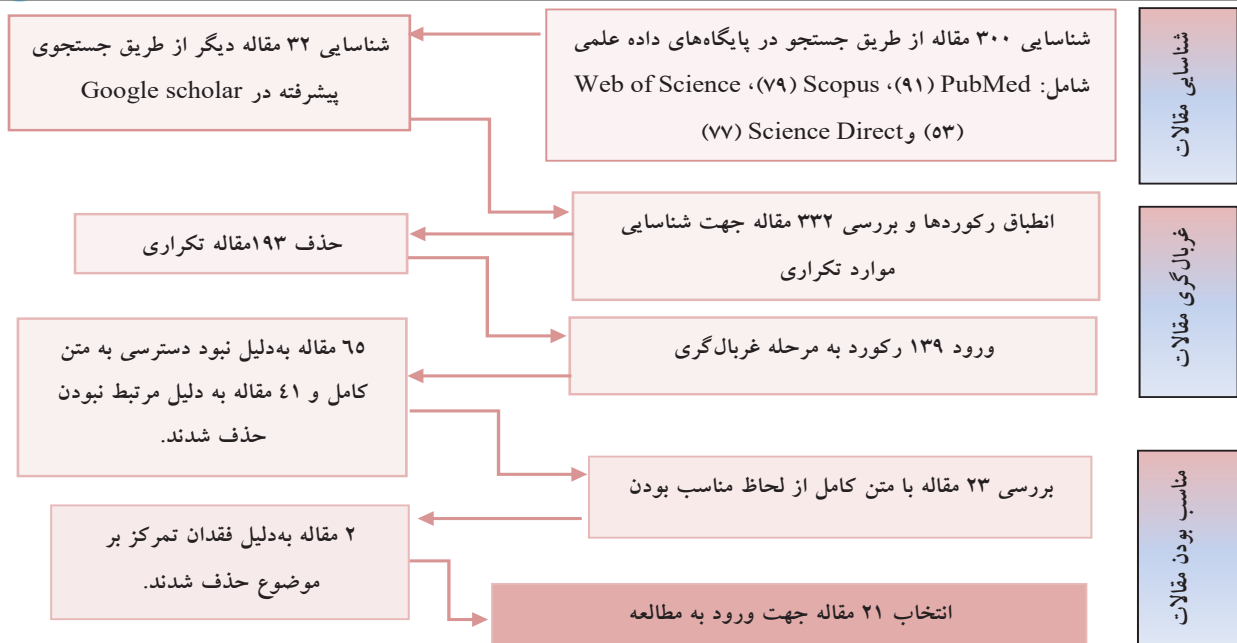 شناسایی مقالات
شناسایی ۳۰۰ مقاله از طریق جستجو در پایگاه‌های داده علمی
شامل: PubMed (۹۱)، Scopus (۷۹)، Web of Science
(۵۳) و Science Direct (۷۷)
شناسایی ۳۲ مقاله دیگر از طریق جستجوی
پیشرفته در Google scholar
غربال‌گری مقالات
انطباق رکوردها و بررسی ۳۳۲ مقاله جهت شناسایی
موارد تکراری
حذف ۱۹۳مقاله تکراری
ورود ۱۳۹ رکورد به مرحله غربال‌گری
۶۵ مقاله به‌دلیل نبود دسترسی به متن
کامل و ۴۱ مقاله به دلیل مرتبط نبودن
حذف شدند.
مناسب بودن مقالات
بررسی ۲۳ مقاله با متن کامل از لحاظ مناسب بودن
۲ مقاله به‌دلیل فقدان تمرکز بر
موضوع حذف شدند.
انتخاب ۲۱ مقاله جهت ورود به مطالعه